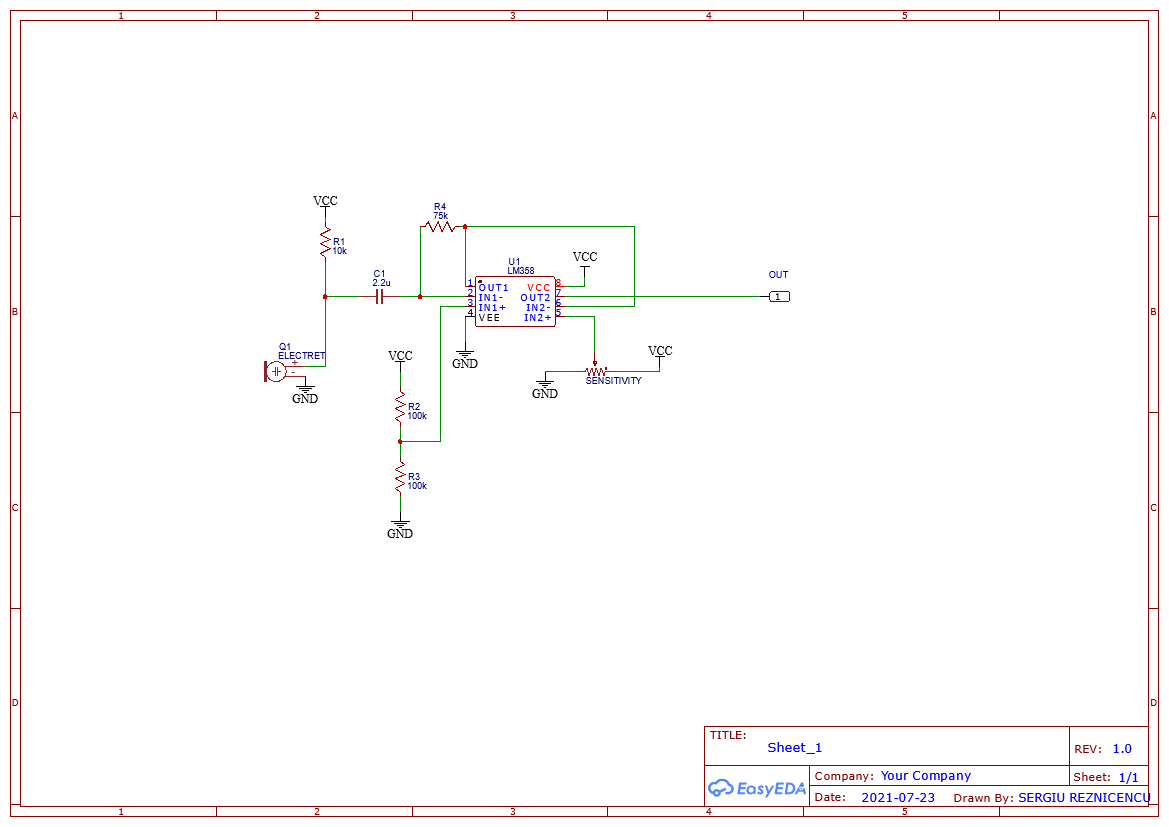 1 2 3 4 5
A A
VCC
R4
75k
R1
10k
U1
LM358
VCC
C1
2.2u
OUT
1 OUT1 VCC 8
2 IN1- OUT2 7
3 IN1+ IN2- 6
4 VEE IN2+ 5
1
B B
Q1
ELECTRET
+
-
GND
VCC
GND
VCC
SENSITIVITY
GND
R2
100k
R3
100k
GND
C C
D D
TITLE:
Sheet_1
REV: 1.0
EasyEDA
Company: Your Company
Sheet: 1/1
Date: 2021-07-23 Drawn By: SERGIU REZNICENCU
1 2 3 4 5